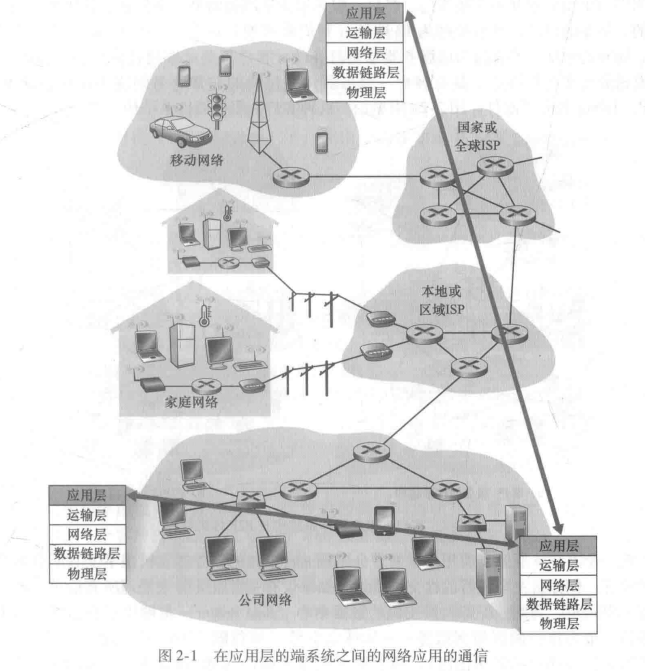 应用层
运输层
网络层
数据链路层
物理层
移动网络
国家或
全球ISP
本地或
区域ISP
家庭网络
应用层
运输层
网络层
数据链路层
物理层
公司网络
应用层
运输层
网络层
数据链路层
物理层
图 2-1 在应用层的端系统之间的网络应用的通信